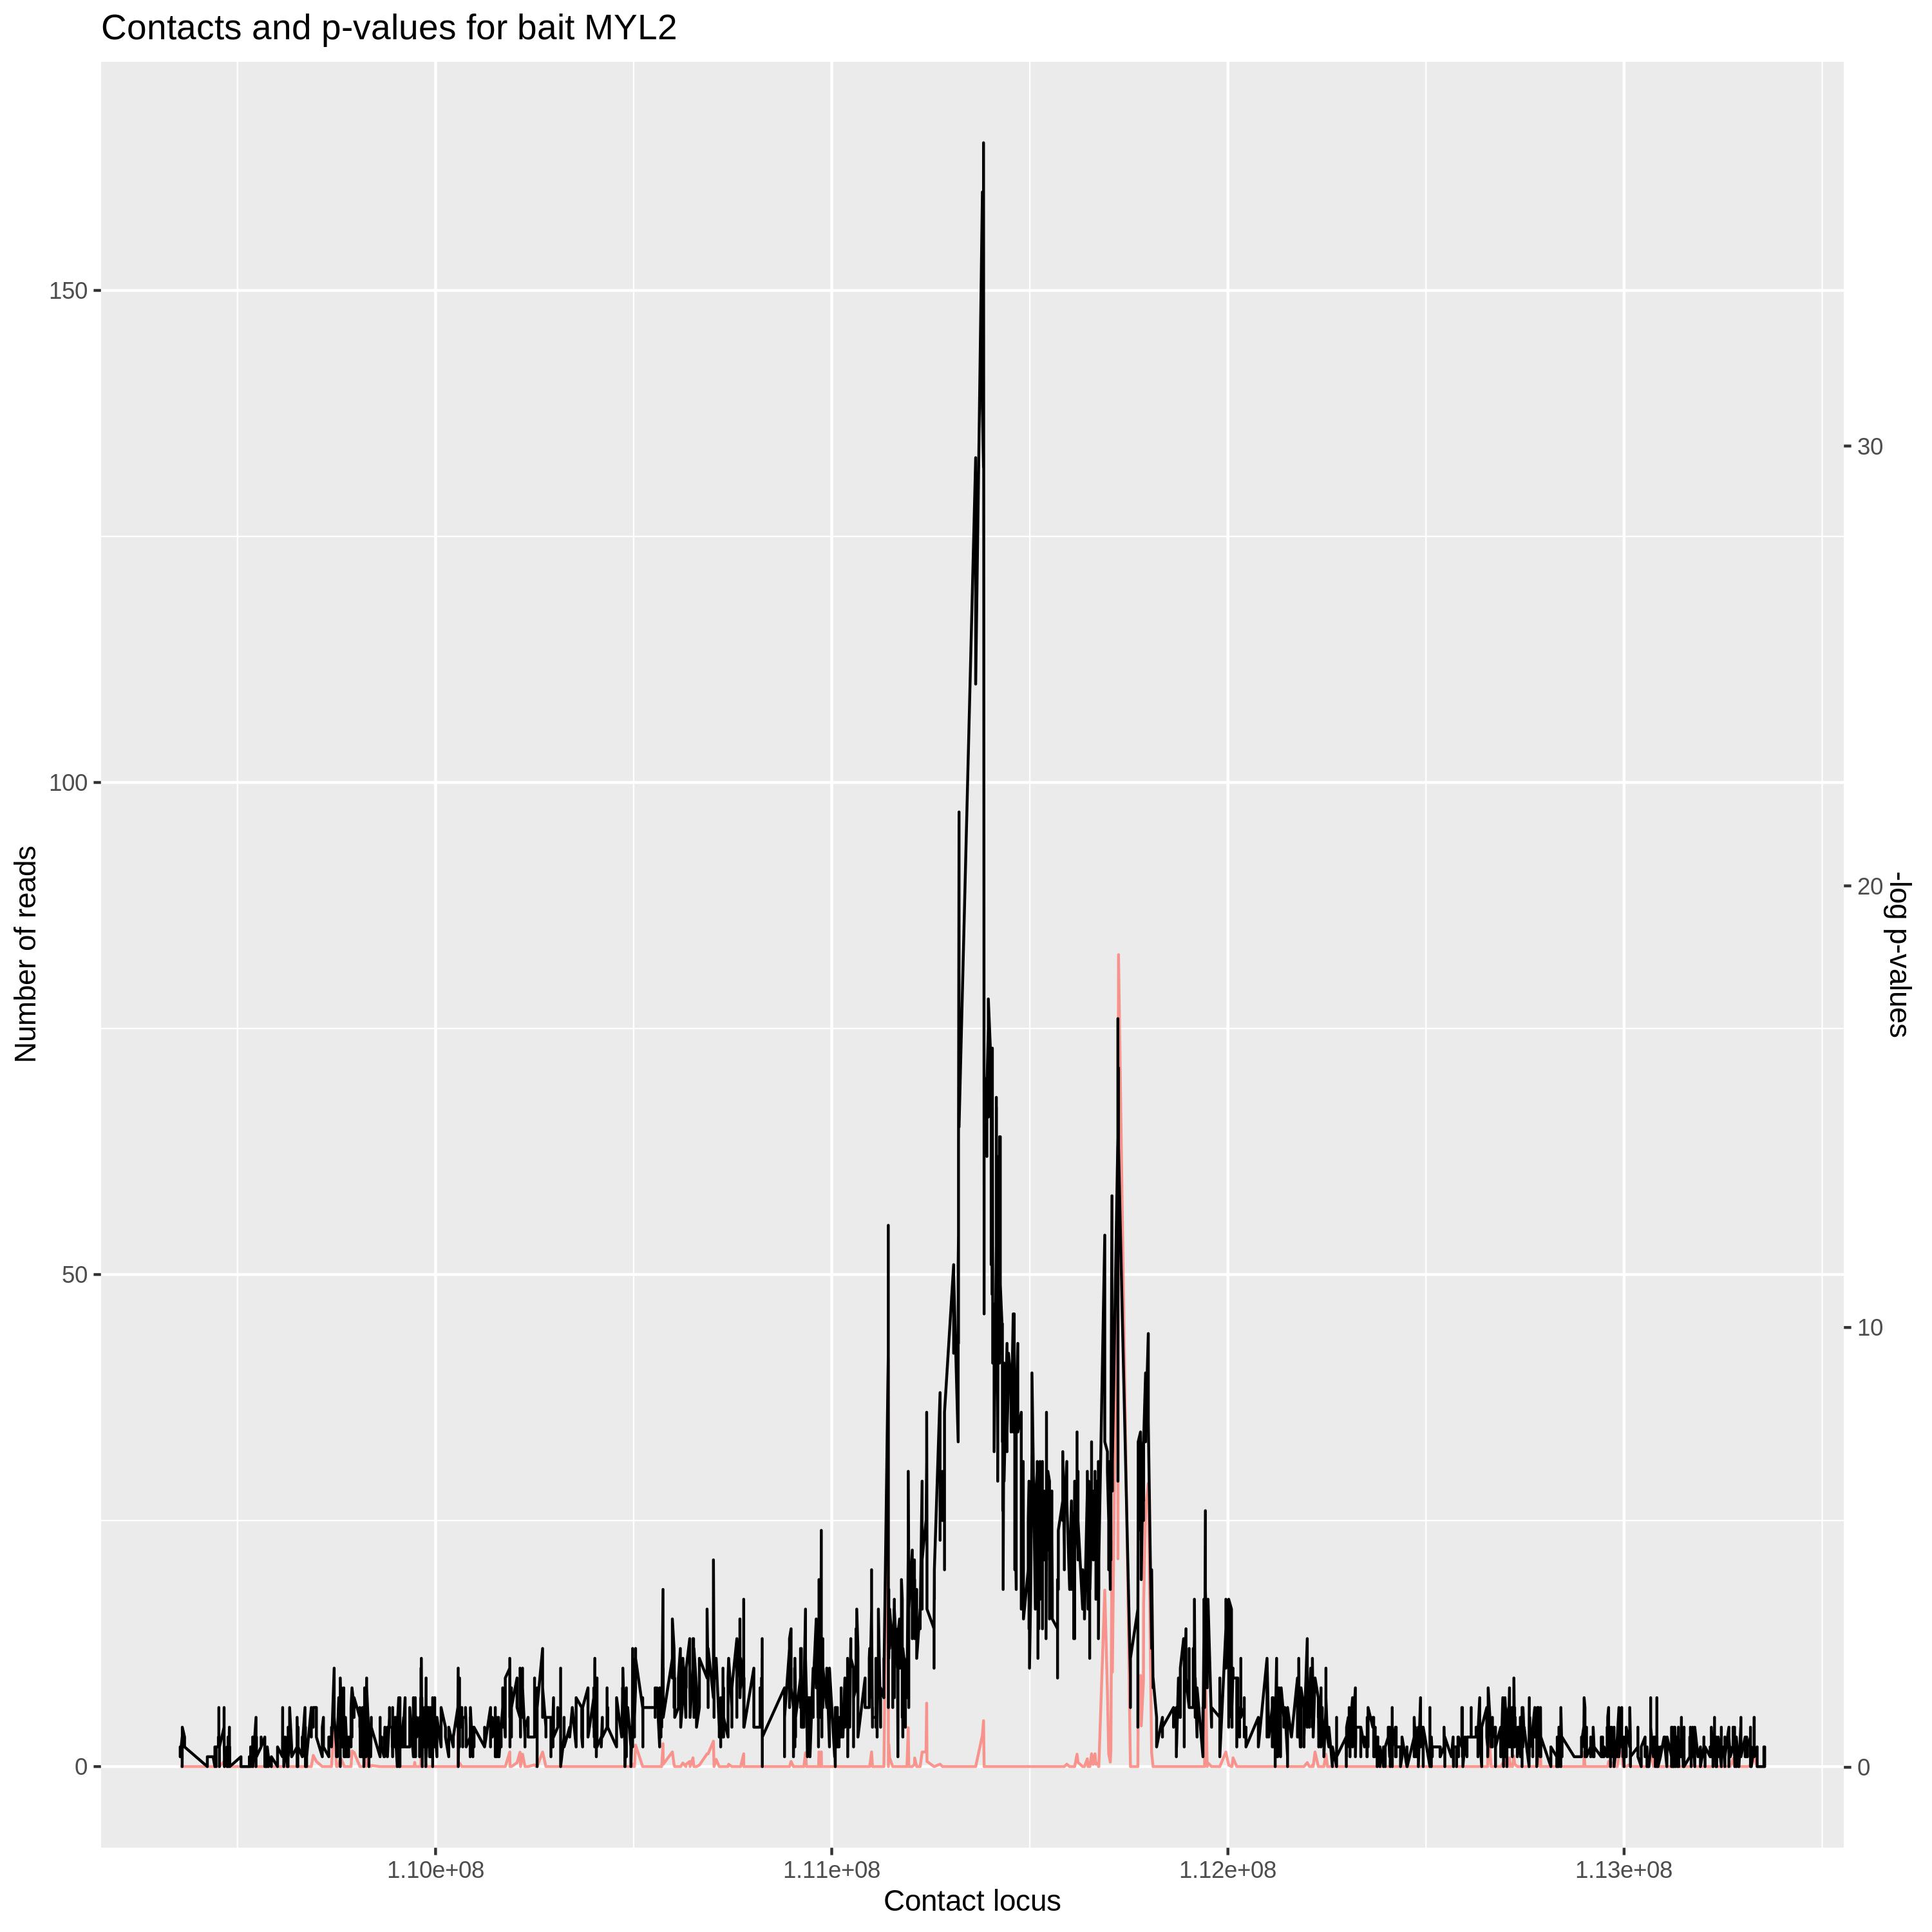 Contacts and p-values for bait MYL2
150
100
50
0
Number of reads
30
20
10
0
-log p-values
1.10e+08
1.11e+08
1.12e+08
1.13e+08
Contact locus